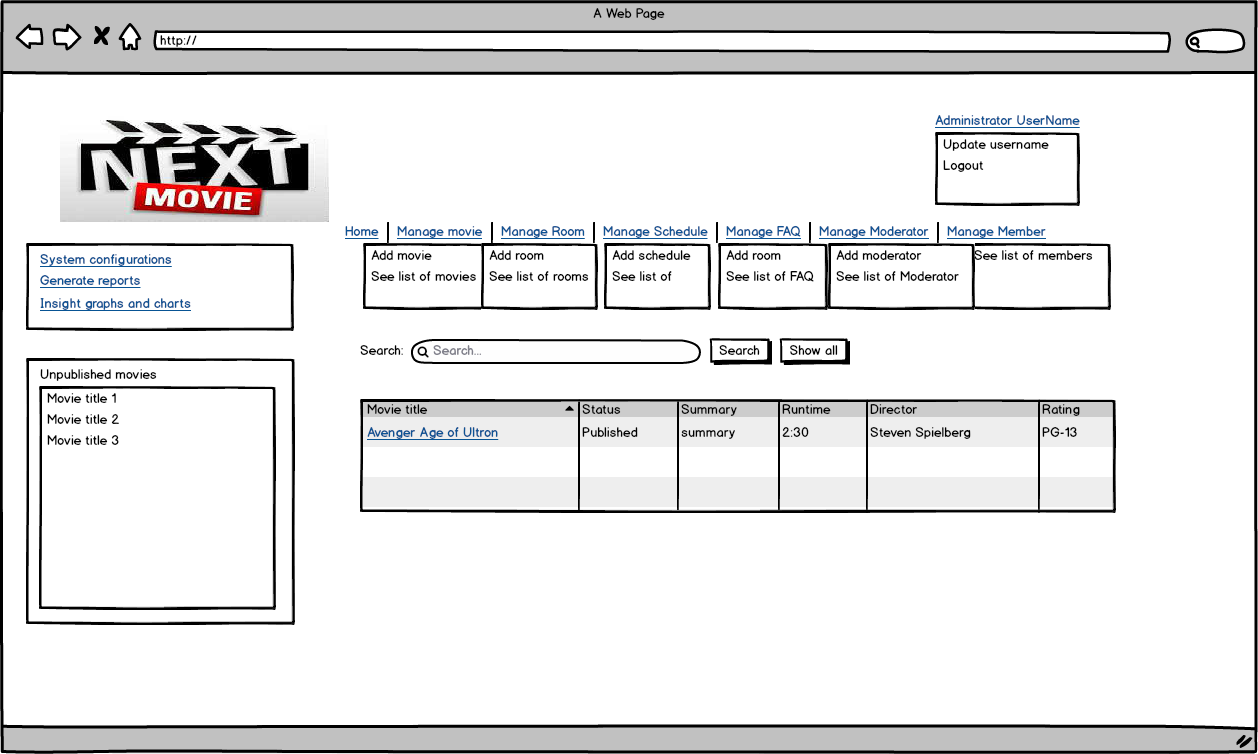 A Web Page
http://
NEXT
MOVIE
Administrator UserName
Update username
Logout
Home Manage movie Manage Room Manage Schedule Manage FAQ Manage Moderator Manage Member
Add movie Add room Add schedule Add room Add moderator See list of members
See list of movies See list of rooms See list of See list of FAQ See list of Moderator
System configurations
Generate reports
Insight graphs and charts
Search: Search... Search Show all
Unpublished movies
Movie title 1
Movie title 2
Movie title 3
Movie title Status Summary Runtime Director Rating
Avenger Age of Ultron Published summary 2:30 Steven Spielberg PG-13